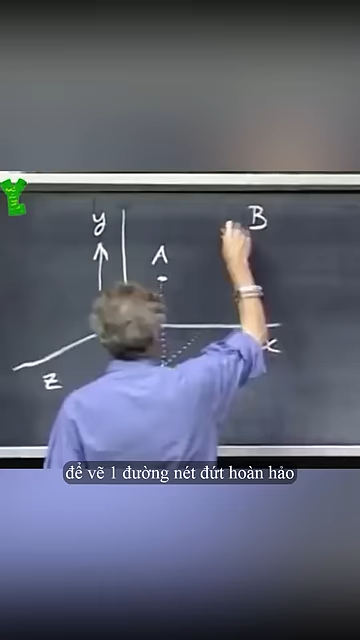 y
B
A
x
z
để vẽ 1 đường nét đứt hoàn hảo